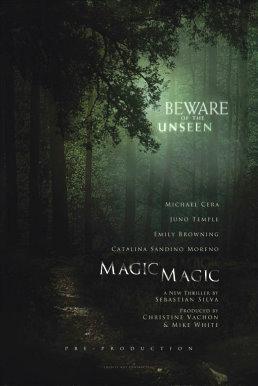 BEWARE
OF THE
UNSEEN
MICHAEL CERA
JUNO TEMPLE
EMILY BROWNING
CATALINA SANDINO MORENO
MAGIC MAGIC
A NEW THRILLER BY
SEBASTIAN SILVA
PRODUCED BY
CHRISTINE VACHON
& MIKE WHITE
PRE-PRODUCTION